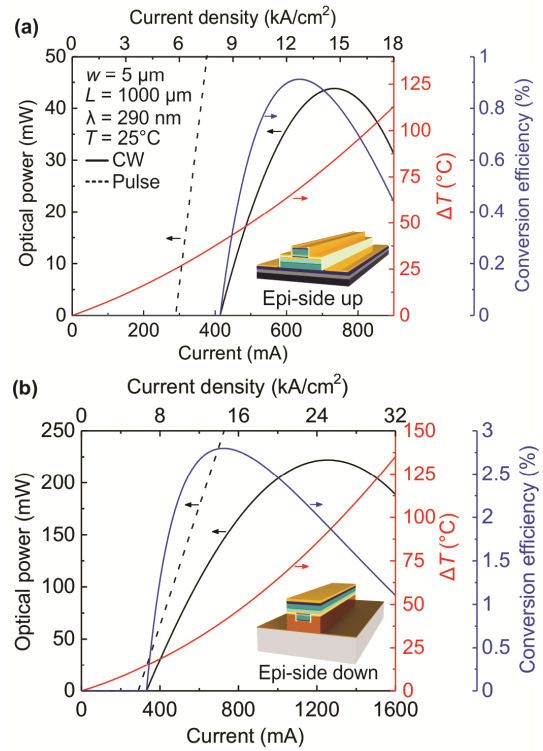 (a)
Current density (kA/cm²)
0 3 6 9 12 15 18
w = 5 µm
L = 1000 µm
λ = 290 nm
T = 25°C
CW
Pulse
Optical power (mW)
50
40
30
20
10
0
125
100
75
50
25
0
ΔT (°C)
1
0.8
0.6
0.4
0.2
0
Conversion efficiency (%)
Epi-side up
0 200 400 600 800
Current (mA)
(b)
Current density (kA/cm²)
0 8 16 24 32
Optical power (mW)
250
200
150
100
50
0
150
125
100
75
50
25
0
ΔT (°C)
3
2.5
2
1.5
1
0.5
0
Conversion efficiency (%)
Epi-side down
0 400 800 1200 1600
Current (mA)